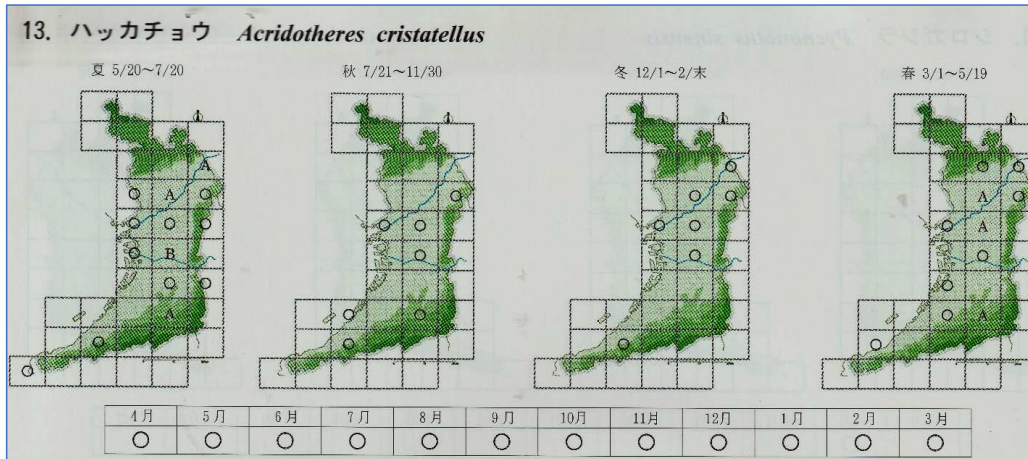 13. ハッカチョウ Acridotheres cristatellus
夏 5/20~7/20 秋 7/21~11/30 冬 12/1~2/末 春 3/1~5/19
A
A A
A
B
A A
4月 5月 6月 7月 8月 9月 10月 11月 12月 1月 2月 3月
○ ○ ○ ○ ○ ○ ○ ○ ○ ○ ○ ○